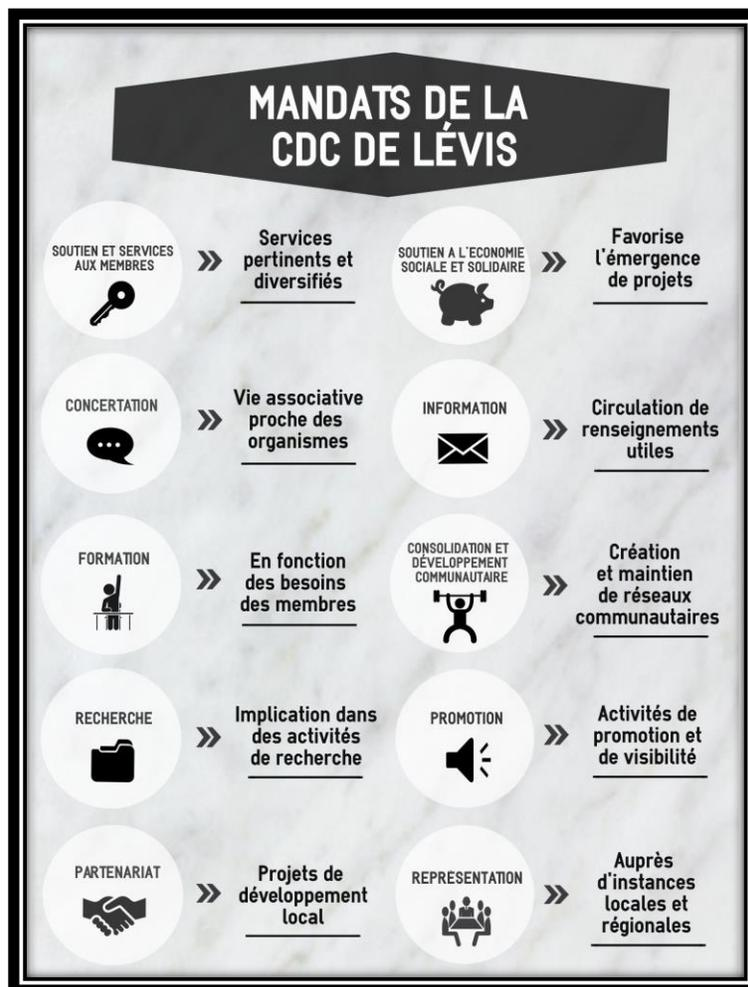 MANDATS DE LA
CDC DE LÉVIS
SOUTIEN ET SERVICES
AUX MEMBRES
Services
pertinents et
diversifiés
SOUTIEN A L'ECONOMIE
SOCIALE ET SOLIDAIRE
Favorise
l'émergence
de projets
CONCERTATION
Vie associative
proche des
organismes
INFORMATION
Circulation de
renseignements
utiles
FORMATION
En fonction
des besoins
des membres
CONSOLIDATION ET
DÉVELOPPEMENT
COMMUNAUTAIRE
Création
et maintien
de réseaux
communautaires
RECHERCHE
Implication dans
des activités
de recherche
PROMOTION
Activités de
promotion et
de visibilité
PARTENARIAT
Projets de
développement
local
REPRÉSENTATION
Auprès
d'instances
locales et
régionales